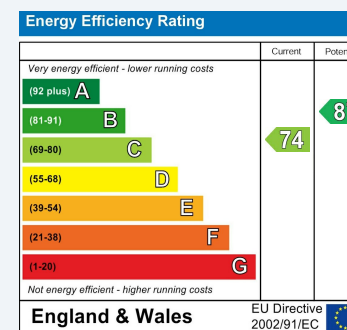 Energy Efficiency Rating
Current
Very energy efficient - lower running costs
(92 plus) A
(81-91) B
(69-80) C
74
(55-68) D
(39-54) E
(21-38) F
(1-20) G
Not energy efficient - higher running costs
England & Wales
EU Directive
2002/91/EC